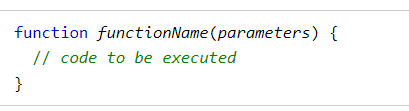 function functionName(parameters) {
  // code to be executed
}